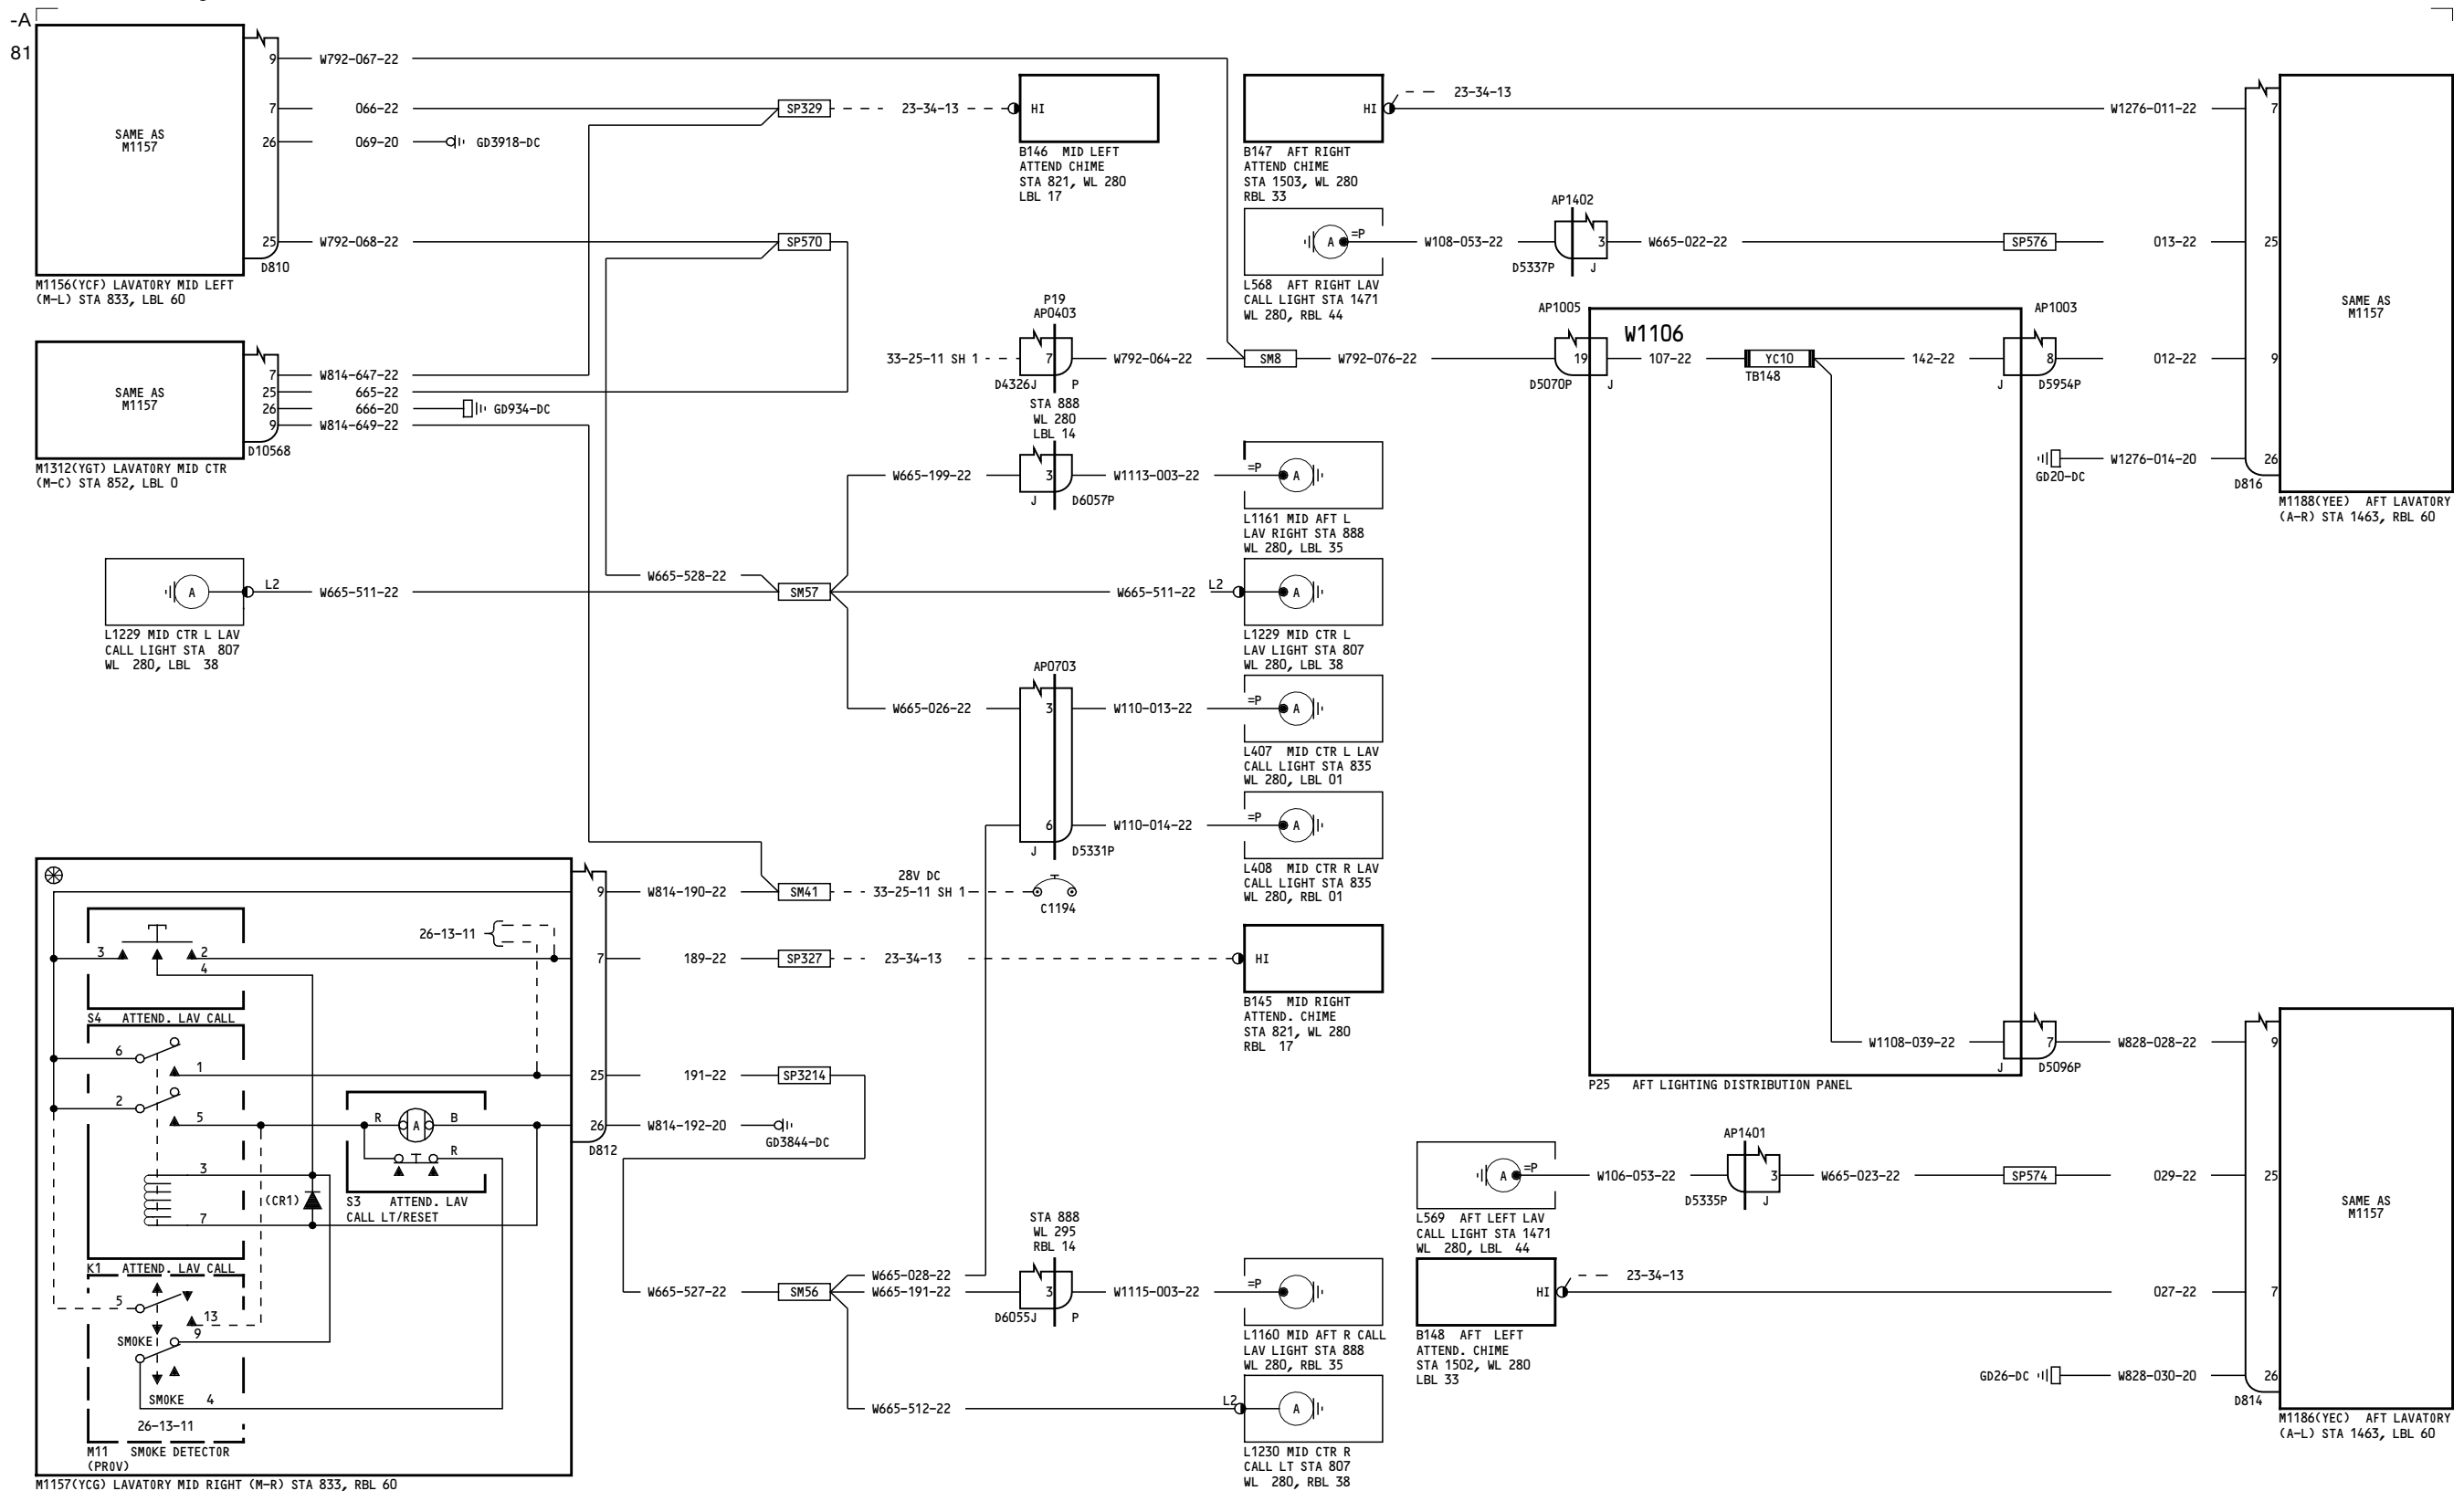 -A
81
SAME AS
M1157
9
W792-067-22
7
066-22
26
069-20
GD3918-DC
25
W792-068-22
D810
M1156(YCF) LAVATORY MID LEFT
(M-L) STA 833, LBL 60
SP329
23-34-13
HI
B146 MID LEFT
ATTEND CHIME
STA 821, WL 280
LBL 17
SP570
SAME AS
M1157
7
W814-647-22
25
665-22
26
666-20
GD934-DC
9
W814-649-22
D10568
M1312(YGT) LAVATORY MID CTR
(M-C) STA 852, LBL 0
HI
23-34-13
B147 AFT RIGHT
ATTEND CHIME
STA 1503, WL 280
RBL 33
W1276-011-22
7
A
=P
W108-053-22
AP1402
3
D5337P
J
W665-022-22
SP576
013-22
25
L568 AFT RIGHT LAV
CALL LIGHT STA 1471
WL 280, RBL 44
P19
AP0403
33-25-11 SH 1
7
D4326J
P
W792-064-22
SM8
W792-076-22
AP1005
19
D5070P
J
W1106
107-22
YC10
TB148
142-22
AP1003
8
J
D5954P
012-22
9
GD20-DC
W1276-014-20
26
D816
SAME AS
M1157
M1188(YEE) AFT LAVATORY
(A-R) STA 1463, RBL 60
STA 888
WL 280
LBL 14
W665-199-22
3
J
D6057P
W1113-003-22
=P
A
L1161 MID AFT L
LAV RIGHT STA 888
WL 280, LBL 35
A
L2
W665-511-22
L1229 MID CTR L LAV
CALL LIGHT STA 807
WL 280, LBL 38
W665-528-22
SM57
W665-511-22
L2
A
L1229 MID CTR L
LAV LIGHT STA 807
WL 280, LBL 38
AP0703
W665-026-22
3
W110-013-22
=P
A
L407 MID CTR L LAV
CALL LIGHT STA 835
WL 280, LBL 01
6
J
D5331P
W110-014-22
=P
A
L408 MID CTR R LAV
CALL LIGHT STA 835
WL 280, RBL 01
9
W814-190-22
SM41
28V DC
33-25-11 SH 1
C1194
26-13-11
3
2
4
S4 ATTEND. LAV CALL
7
189-22
SP327
23-34-13
HI
B145 MID RIGHT
ATTEND. CHIME
STA 821, WL 280
RBL 17
6
1
2
5
3
7
K1 ATTEND. LAV CALL
(CR1)
R
A
B
R
S3 ATTEND. LAV
CALL LT/RESET
25
191-22
SP3214
26
W814-192-20
GD3844-DC
D812
5
13
SMOKE
9
SMOKE
4
26-13-11
M11 SMOKE DETECTOR
(PROV)
M1157(YCG) LAVATORY MID RIGHT (M-R) STA 833, RBL 60
W665-527-22
SM56
W665-028-22
W665-191-22
STA 888
WL 295
RBL 14
3
D6055J
P
W1115-003-22
=P
L1160 MID AFT R CALL
LAV LIGHT STA 888
WL 280, RBL 35
W665-512-22
L2
A
L1230 MID CTR R
CALL LT STA 807
WL 280, RBL 38
W1108-039-22
7
J
D5096P
P25 AFT LIGHTING DISTRIBUTION PANEL
W828-028-22
9
A
=P
W106-053-22
AP1401
3
D5335P
J
W665-023-22
SP574
029-22
25
L569 AFT LEFT LAV
CALL LIGHT STA 1471
WL 280, LBL 44
HI
23-34-13
027-22
7
B148 AFT LEFT
ATTEND. CHIME
STA 1502, WL 280
LBL 33
GD26-DC
W828-030-20
26
D814
SAME AS
M1157
M1186(YEC) AFT LAVATORY
(A-L) STA 1463, LBL 60